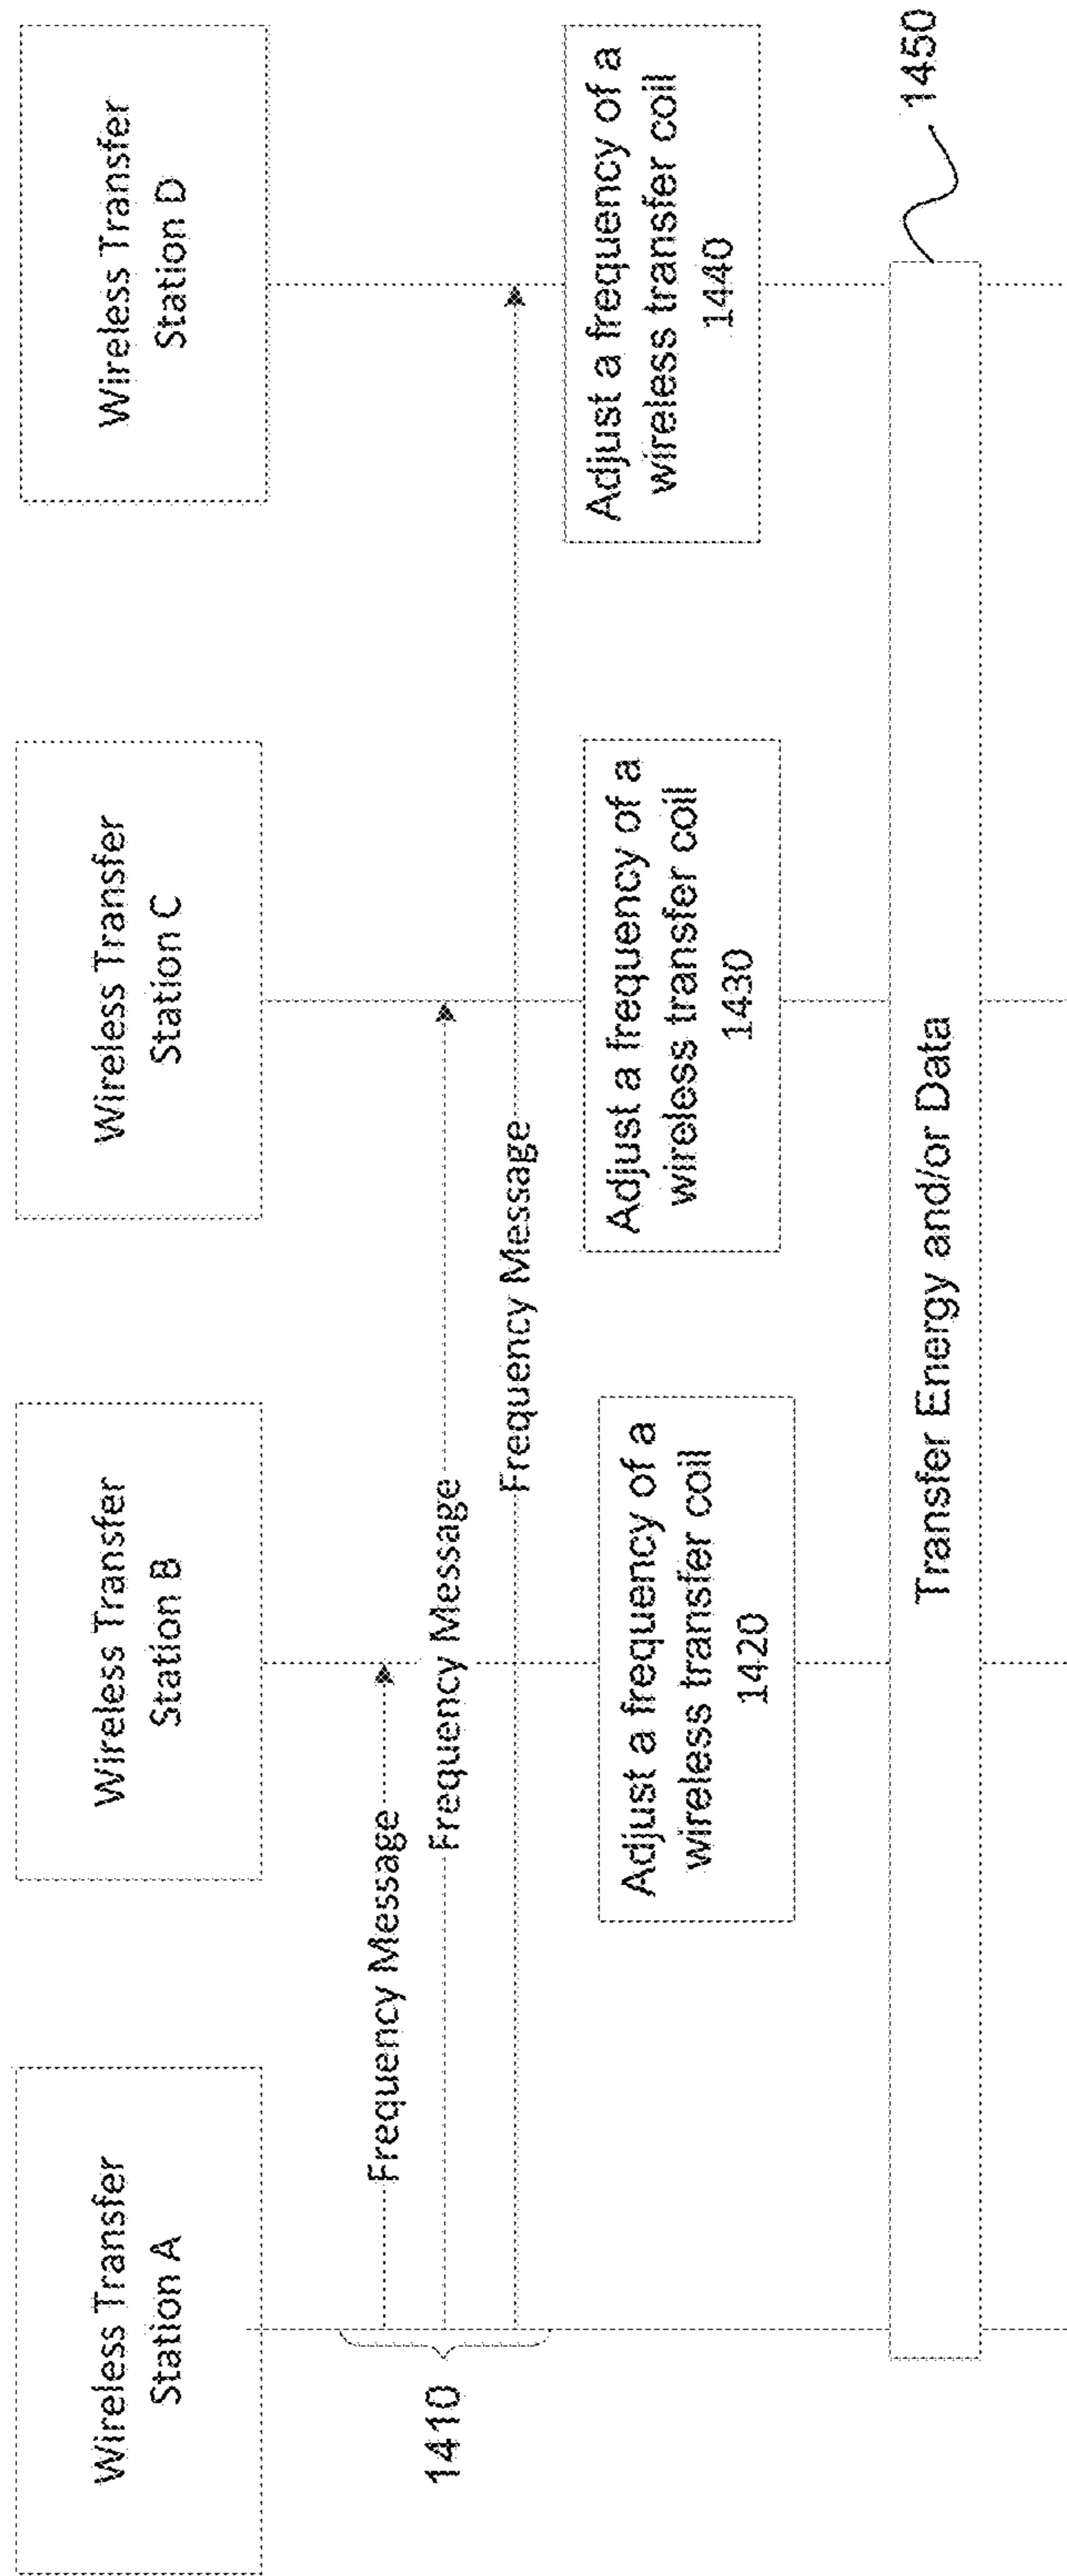 Wireless Transfer
Station A
Wireless Transfer
Station B
Wireless Transfer
Station C
Wireless Transfer
Station D
1410
Frequency Message
Frequency Message
Frequency Message
Adjust a frequency of a
wireless transfer coil
1420
Adjust a frequency of a
wireless transfer coil
1430
Adjust a frequency of a
wireless transfer coil
1440
Transfer Energy and/or Data
1450